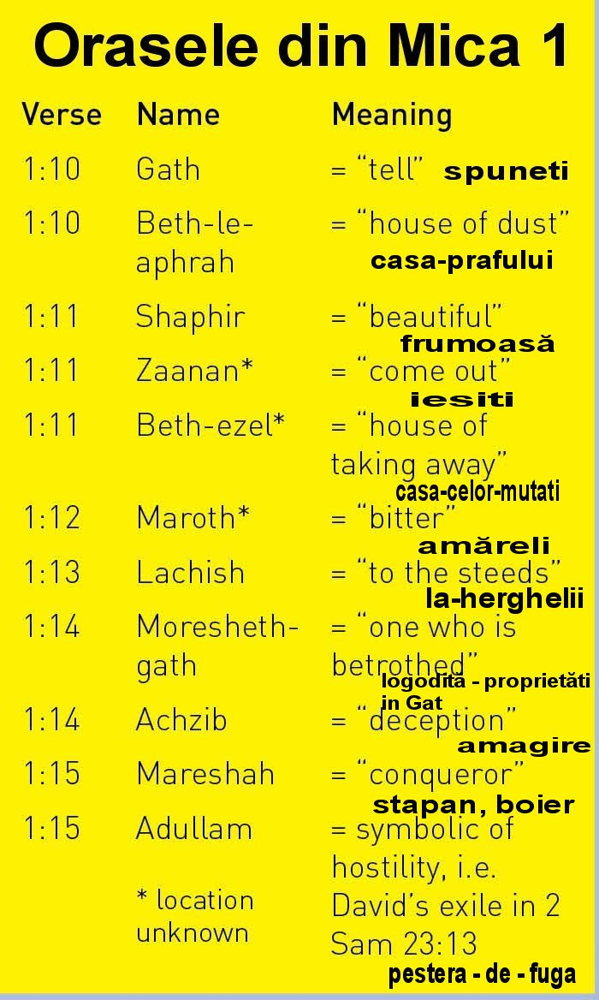 Orasele din Mica 1
Verse Name Meaning
1:10 Gath = “tell” spuneti
1:10 Beth-le- = “house of dust”
aphrah casa-prafului
1:11 Shaphir = “beautiful”
frumoasă
1:11 Zaanan* = “come out”
iesiti
1:11 Beth-ezel* = “house of
taking away”
casa-celor-mutati
1:12 Maroth* = “bitter”
amăreli
1:13 Lachish = “to the steeds”
la-herghelii
1:14 Moresheth- = “one who is
gath betrothed”
logodită - proprietăti
in Gat
1:14 Achzib = “deception”
amagire
1:15 Mareshah = “conqueror”
stapan, boier
1:15 Adullam = symbolic of
hostility, i.e.
* location David’s exile in 2
unknown Sam 23:13
pestera - de - fuga